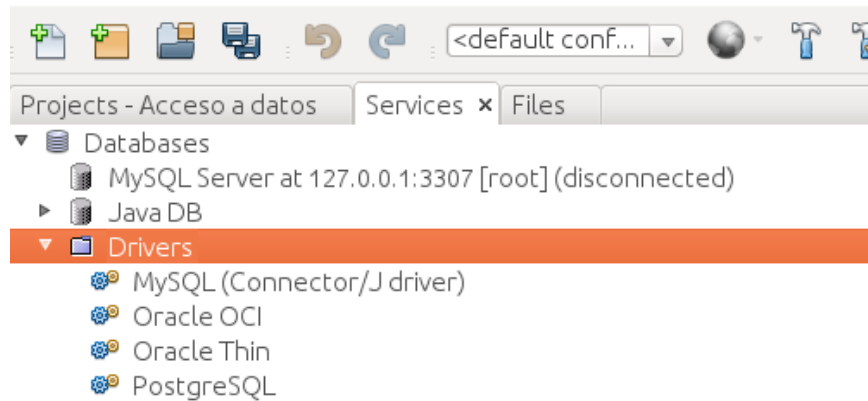 <default conf...
Projects - Acceso a datos Services × Files
Databases
MySQL Server at 127.0.0.1:3307 [root] (disconnected)
Java DB
Drivers
MySQL (Connector/J driver)
Oracle OCI
Oracle Thin
PostgreSQL